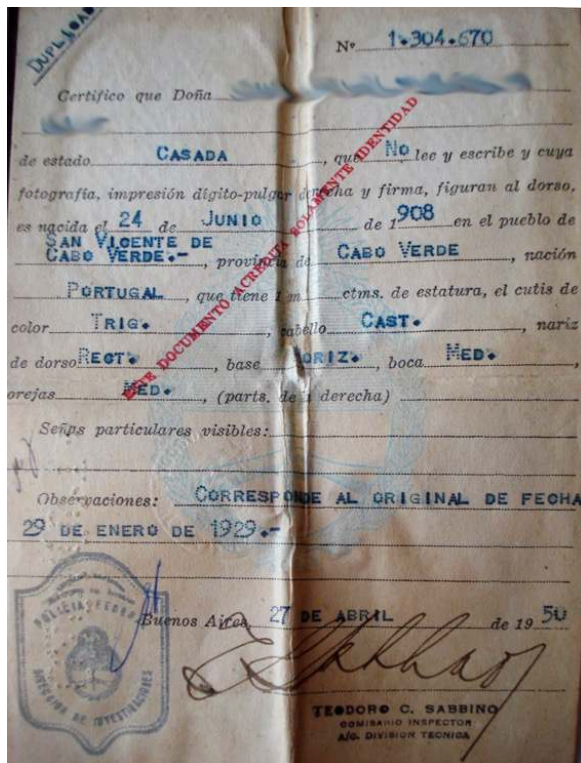 DUPLICADO
Nº 1.304.670
Certifico que Doña
de estado CASADA, que No lee y escribe y cuya
fotografía, impresión dígito-pulgar derecha y firma, figuran al dorso,
es nacida el 24 de JUNIO de 1908 en el pueblo de
SAN VICENTE DE
CABO VERDE.-, provincia de CABO VERDE, nación
PORTUGAL, que tiene 1 m ctms. de estatura, el cutis de
color TRIG., cabello CAST., nariz
de dorso RECT., base HORIZ., boca MED.,
orejas MED., (parts. de la derecha)
Señas particulares visibles:
Observaciones: CORRESPONDE AL ORIGINAL DE FECHA
29 DE ENERO DE 1929.-
ESTE DOCUMENTO ACREDITA SOLAMENTE IDENTIDAD
Buenos Aires, 27 DE ABRIL de 1950
POLICIA FEDERAL
DIRECCION DE INVESTIGACIONES
TEODORO C. SABBINO
COMISARIO INSPECTOR
A/C. DIVISION TECNICA